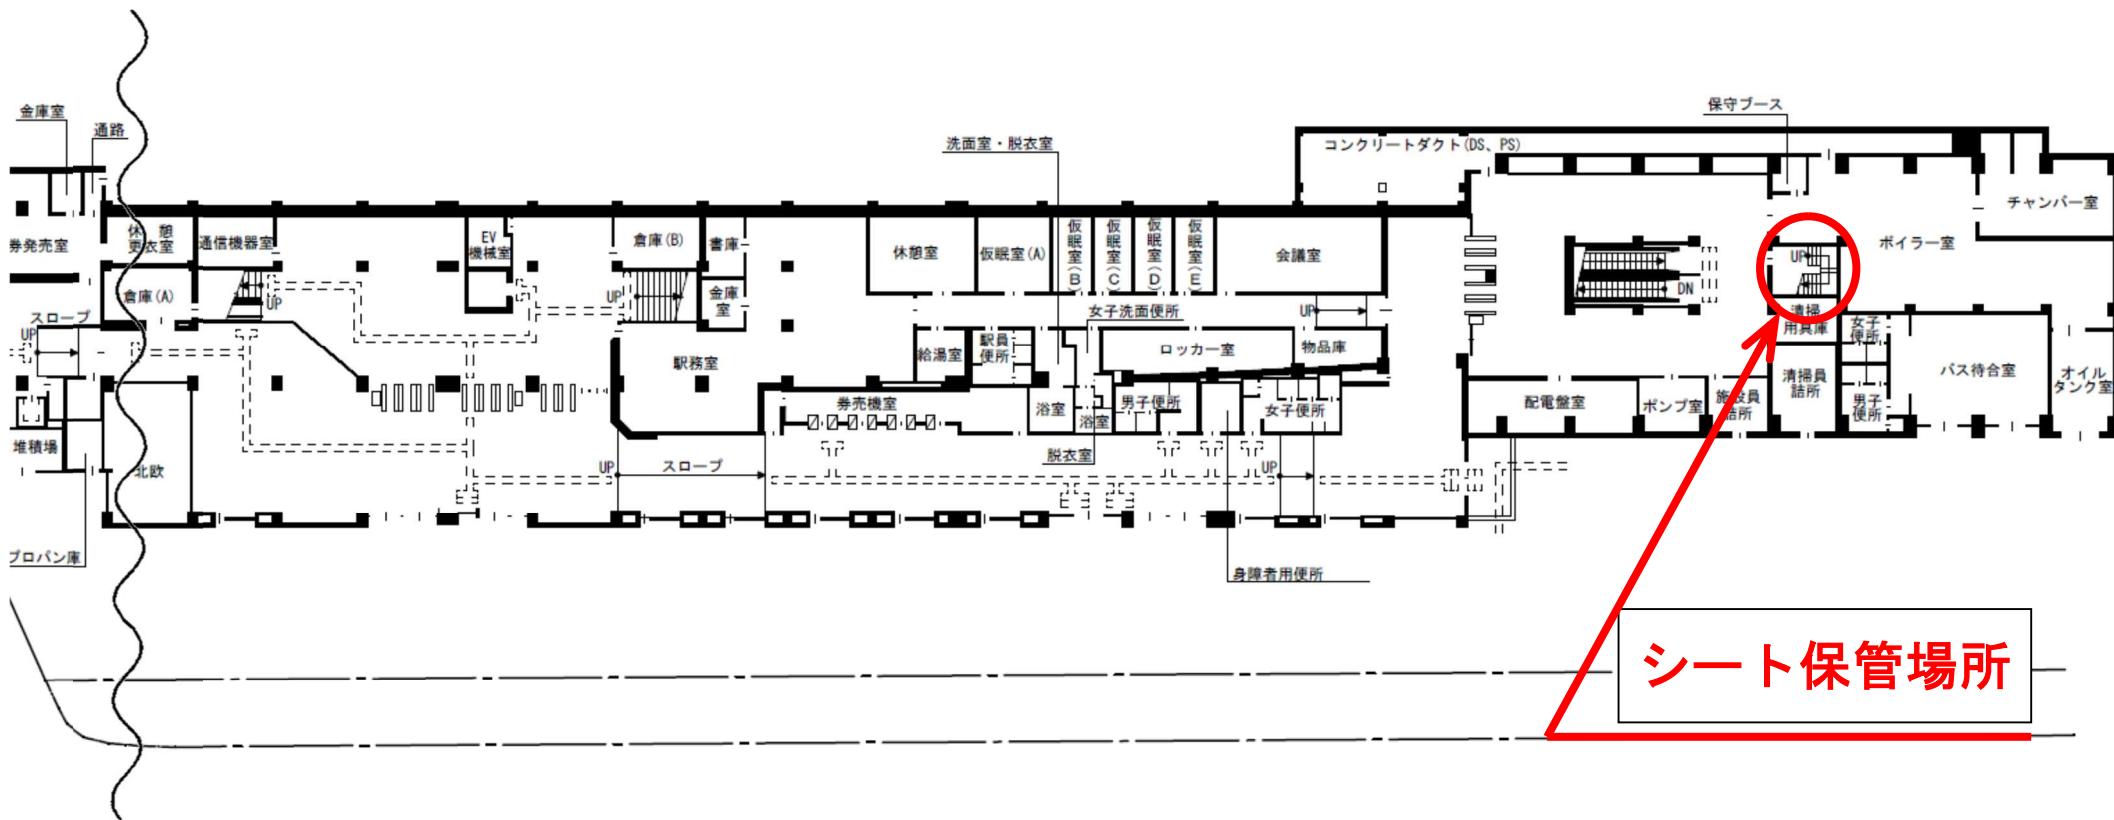 金庫室
通路
券発売室
休憩
更衣室
通信機器室
倉庫(A)
UP
スロープ
UP
堆積場
北欧
プロパン庫
EV
機械室
倉庫(B)
書庫
UP
金庫
室
駅務室
券売機室
UP
スロープ
洗面室・脱衣室
休憩室
仮眠室(A)
仮眠室(B)
仮眠室(C)
仮眠室(D)
仮眠室(E)
会議室
女子洗面便所
UP
給湯室
駅員
便所
ロッカー室
物品庫
浴室
浴室
男子便所
女子便所
脱衣室
UP
身障者用便所
コンクリートダクト(DS、PS)
保守ブース
チャンバー室
ボイラー室
UP
DN
清掃
用具庫
女子
便所
バス待合室
オイル
タンク室
配電盤室
ポンプ室
施設員
詰所
清掃員
詰所
男子
便所
シート保管場所